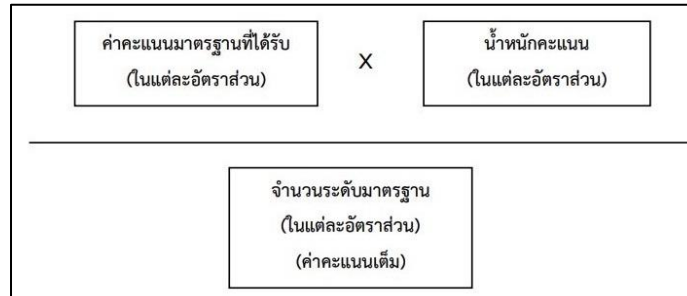 ค่าคะแนนมาตรฐานที่ได้รับ
(ในแต่ละอัตราส่วน)
X
น้ำหนักคะแนน
(ในแต่ละอัตราส่วน)
จำนวนระดับมาตรฐาน
(ในแต่ละอัตราส่วน)
(ค่าคะแนนเต็ม)